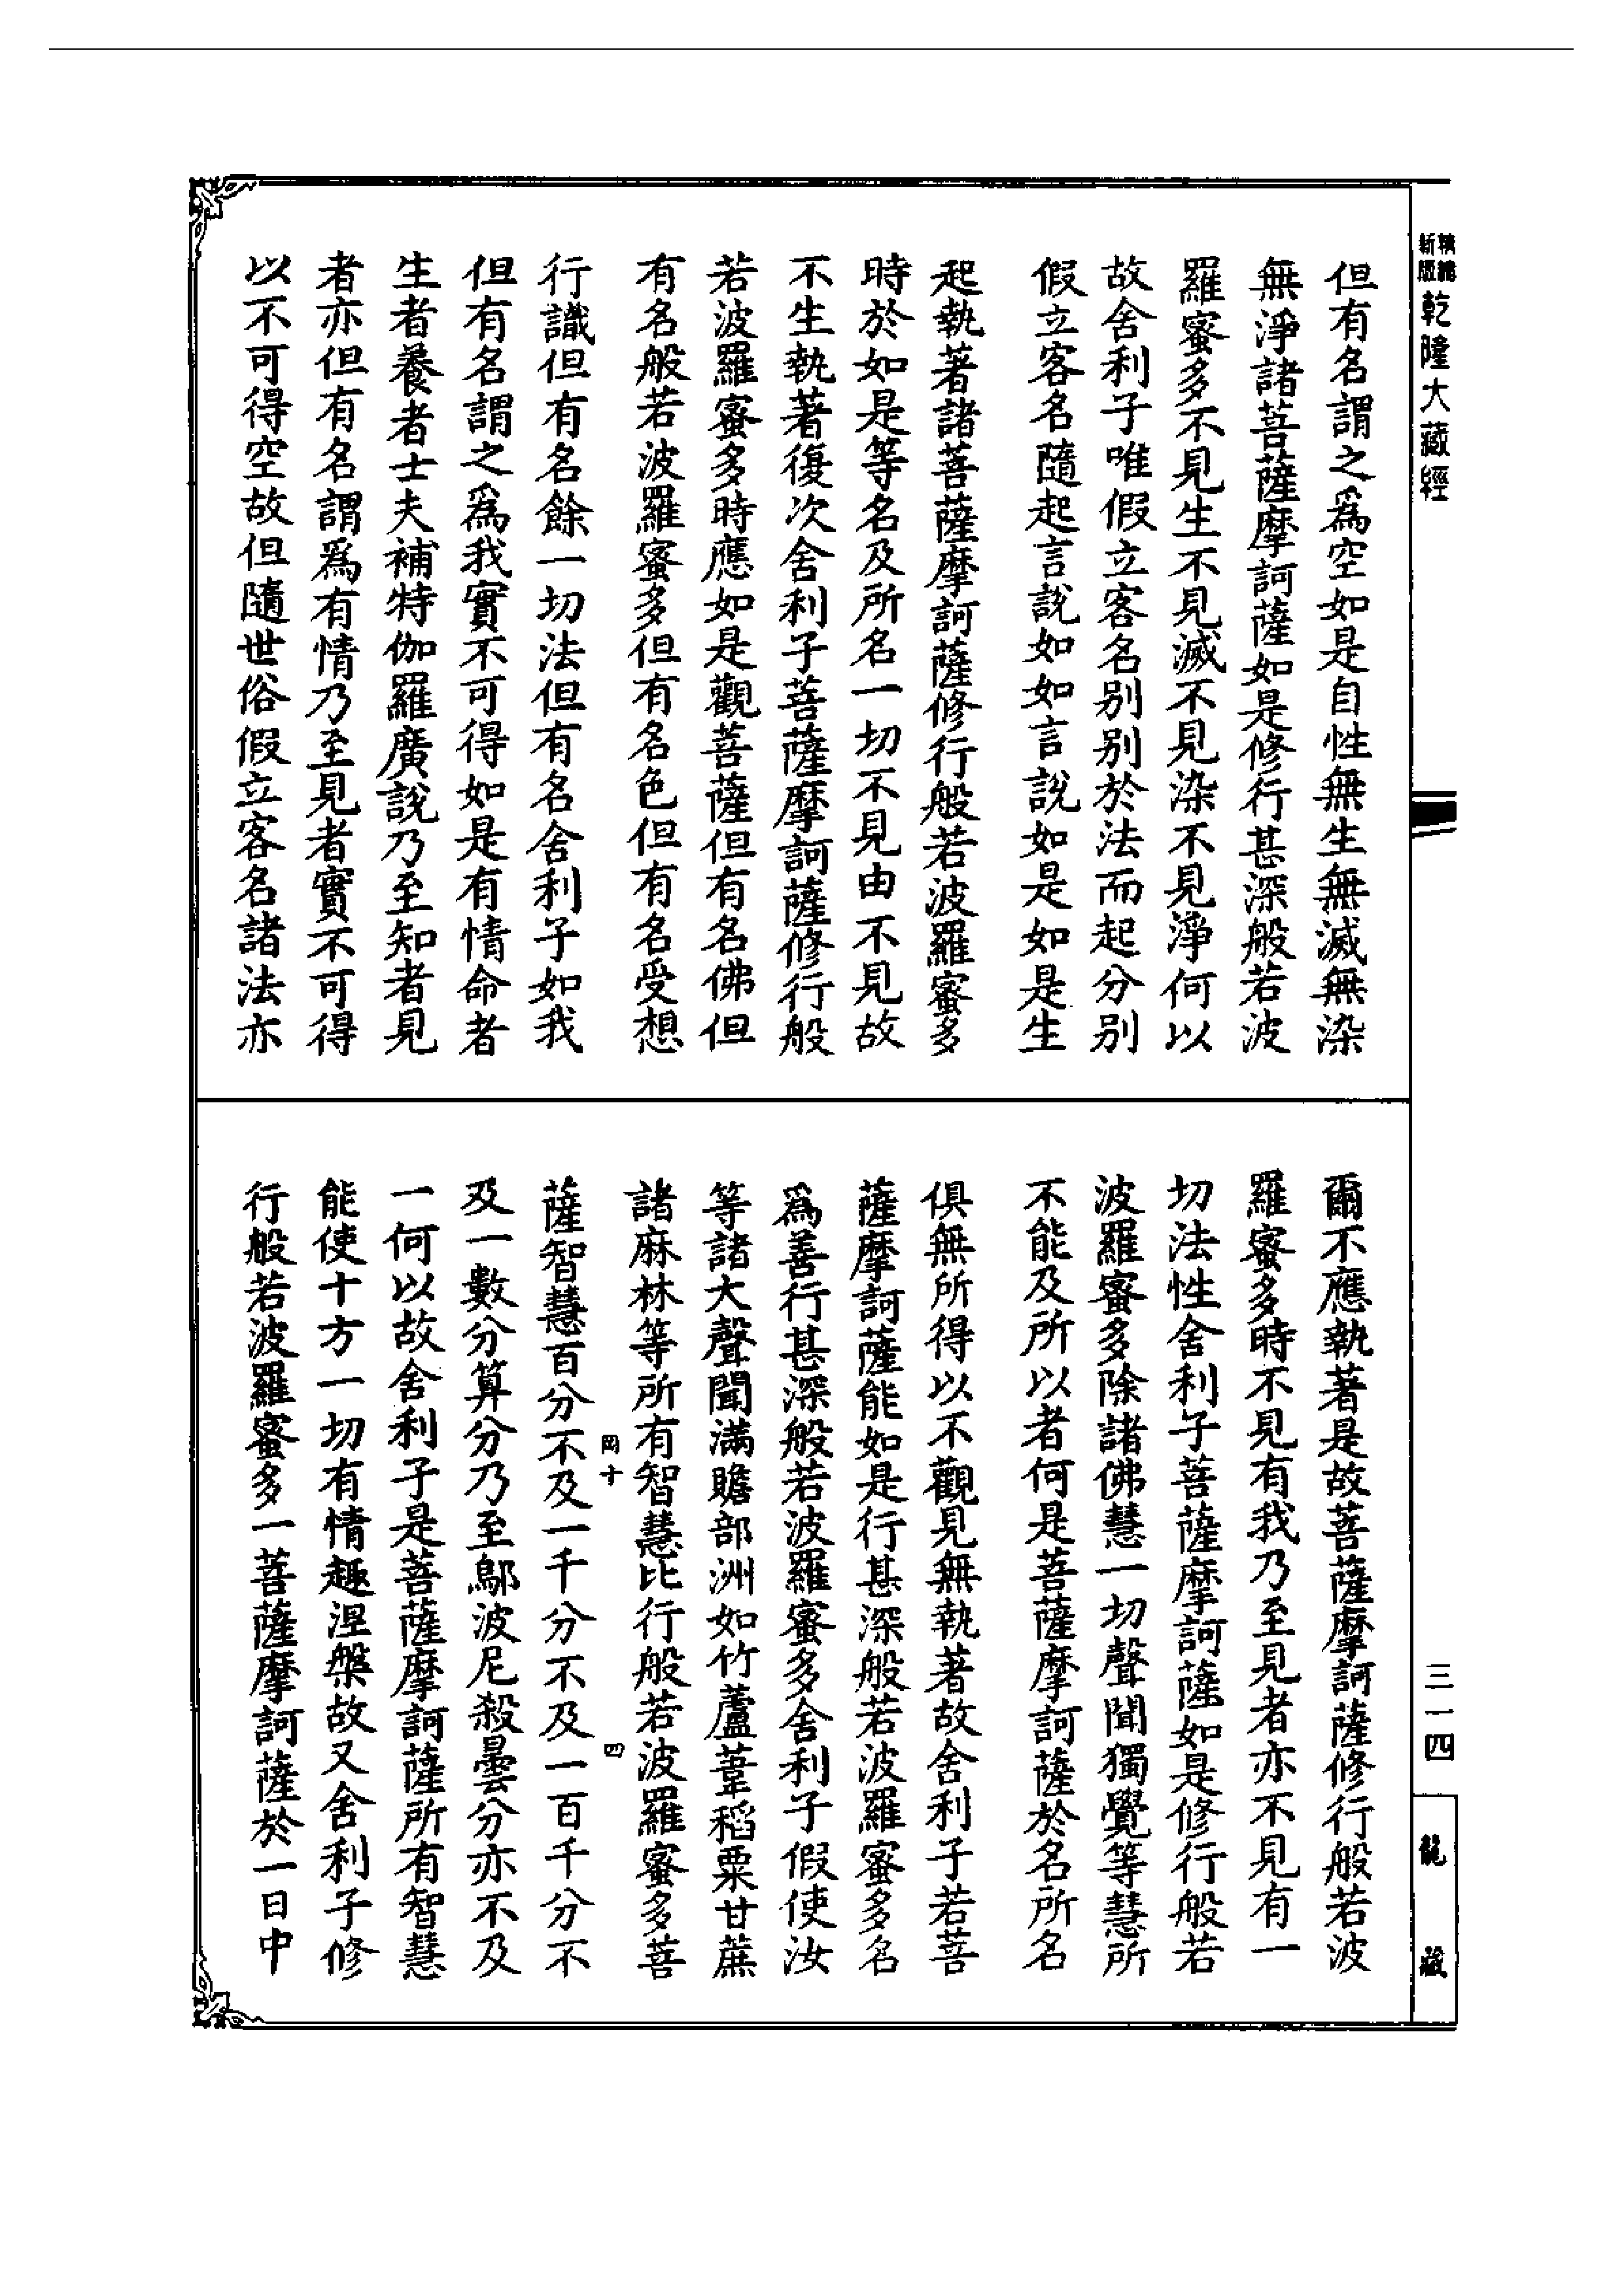 新版
精縮
乾隆大藏經
三一四
龍藏
但有名謂之爲空如是自性無生無滅無染
無淨諸菩薩摩訶薩如是修行甚深般若波
羅蜜多不見生不見滅不見染不見淨何以
故舍利子唯假立客名別別於法而起分別
假立客名隨起言說如如言說如是如是生
起執著諸菩薩摩訶薩修行般若波羅蜜多
時於如是等名及所名一切不見由不見故
不生執著復次舍利子菩薩摩訶薩修行般
若波羅蜜多時應如是觀菩薩但有名佛但
有名般若波羅蜜多但有名色但有名受想
行識但有名餘一切法但有名舍利子如我
但有名謂之爲我實不可得如是有情命者
生者養者士夫補特伽羅廣說乃至知者見
者亦但有名謂爲有情乃至見者實不可得
以不可得空故但隨世俗假立客名諸法亦
爾不應執著是故菩薩摩訶薩修行般若波
羅蜜多時不見有我乃至見者亦不見有一
切法性舍利子菩薩摩訶薩如是修行般若
波羅蜜多除諸佛慧一切聲聞獨覺等慧所
不能及所以者何是菩薩摩訶薩於名所名
俱無所得以不觀見無執著故舍利子若菩
薩摩訶薩能如是行甚深般若波羅蜜多名
爲善行甚深般若波羅蜜多舍利子假使汝
等諸大聲聞滿贍部洲如竹蘆葦稻粟甘蔗
諸麻林等所有智慧比行般若波羅蜜多菩
岡十 四
薩智慧百分不及一千分不及一百千分不
及一數分算分乃至鄔波尼殺曇分亦不及
一何以故舍利子是菩薩摩訶薩所有智慧
能使十方一切有情趣涅槃故又舍利子修
行般若波羅蜜多一菩薩摩訶薩於一日中